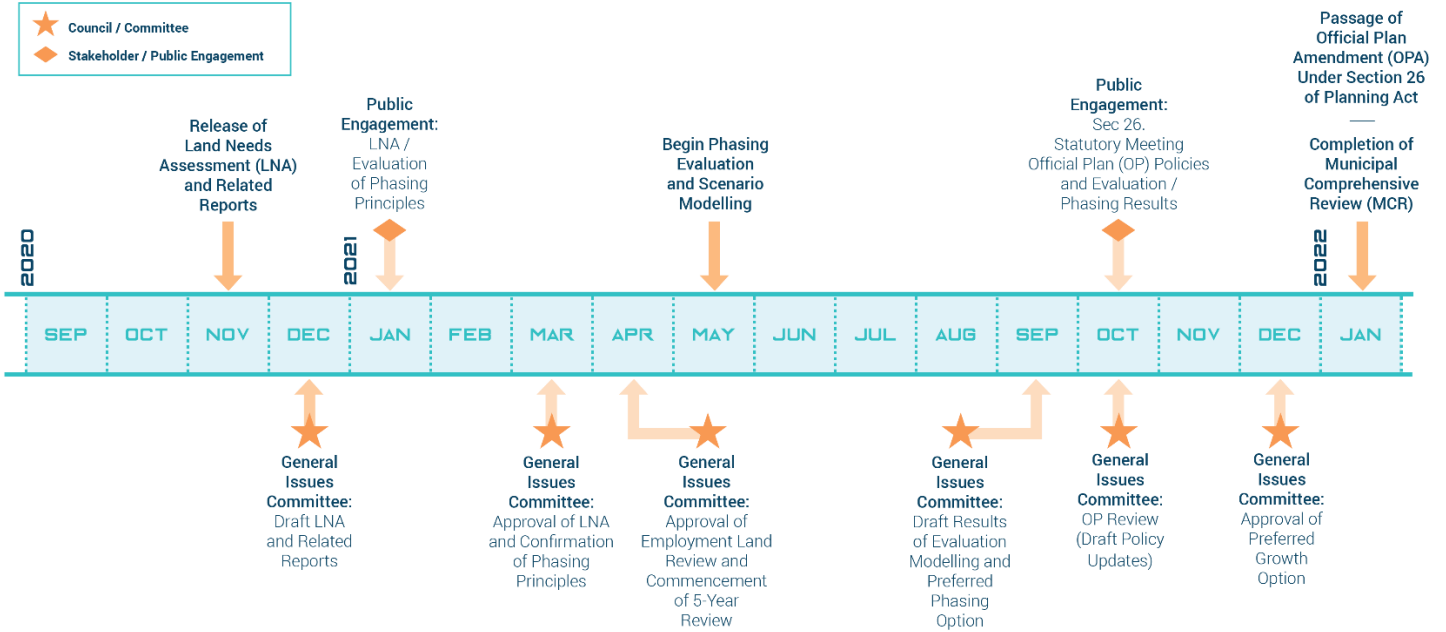 Council / Committee
Stakeholder / Public Engagement
Release of
Land Needs
Assessment (LNA)
and Related
Reports
Public
Engagement:
LNA /
Evaluation
of Phasing
Principles
Begin Phasing
Evaluation
and Scenario
Modelling
Public
Engagement:
Sec 26.
Statutory Meeting
Official Plan (OP) Policies
and Evaluation /
Phasing Results
Passage of
Official Plan
Amendment (OPA)
Under Section 26
of Planning Act
Completion of
Municipal
Comprehensive
Review (MCR)
2020
2021
2022
SEP
OCT
NOV
DEC
JAN
FEB
MAR
APR
MAY
JUN
JUL
AUG
SEP
OCT
NOV
DEC
JAN
General
Issues
Committee:
Draft LNA
and Related
Reports
General
Issues
Committee:
Approval of LNA
and Confirmation
of Phasing
Principles
General
Issues
Committee:
Approval of
Employment Land
Review and
Commencement
of 5-Year
Review
General
Issues
Committee:
Draft Results
of Evaluation
Modelling and
Preferred
Phasing
Option
General
Issues
Committee:
OP Review
(Draft Policy
Updates)
General
Issues
Committee:
Approval of
Preferred
Growth
Option